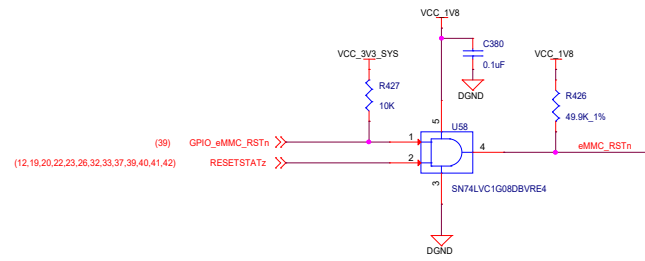 VCC_1V8
C380
0.1uF
DGND
VCC_3V3_SYS
R427
10K
VCC_1V8
R426
49.9K_1%
(39) GPIO_eMMC_RSTn
(12,19,20,22,23,26,32,33,37,39,40,41,42) RESETSTATz
1
2
5
U58
4
3
eMMC_RSTn
SN74LVC1G08DBVRE4
DGND